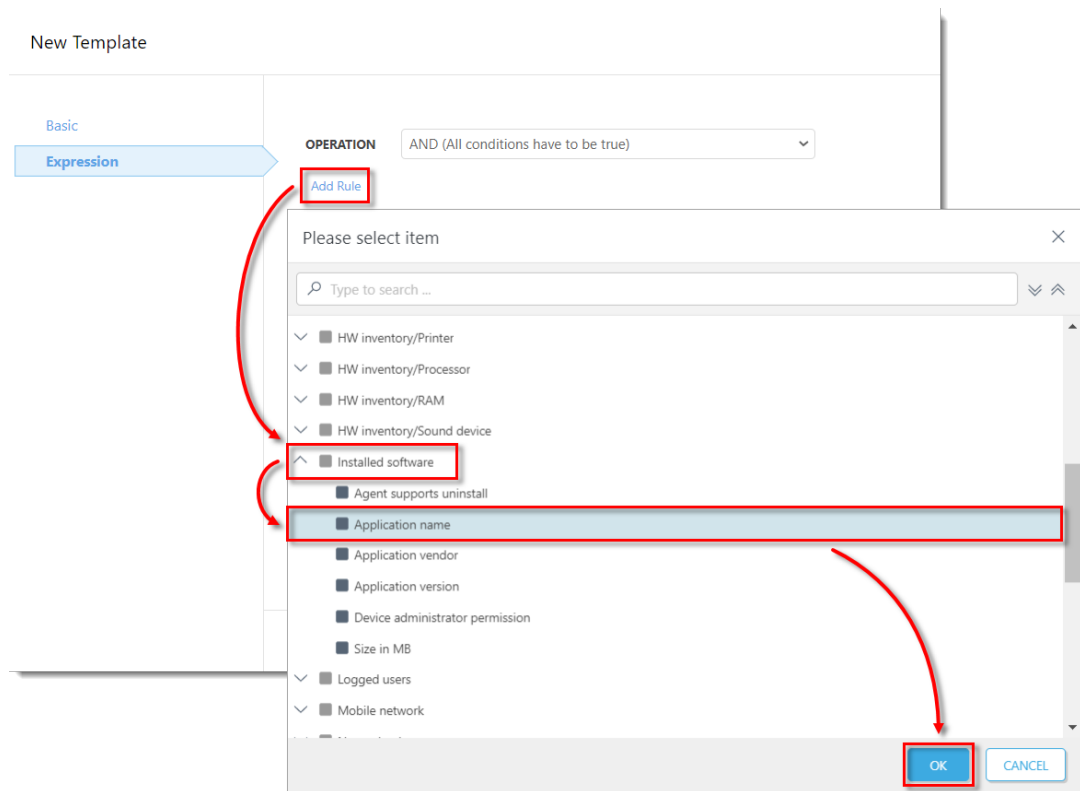 New Template
Basic
Expression
OPERATION AND (All conditions have to be true)
Add Rule
Please select item
Type to search ...
HW inventory/Printer
HW inventory/Processor
HW inventory/RAM
HW inventory/Sound device
Installed software
Agent supports uninstall
Application name
Application vendor
Application version
Device administrator permission
Size in MB
Logged users
Mobile network
OK CANCEL